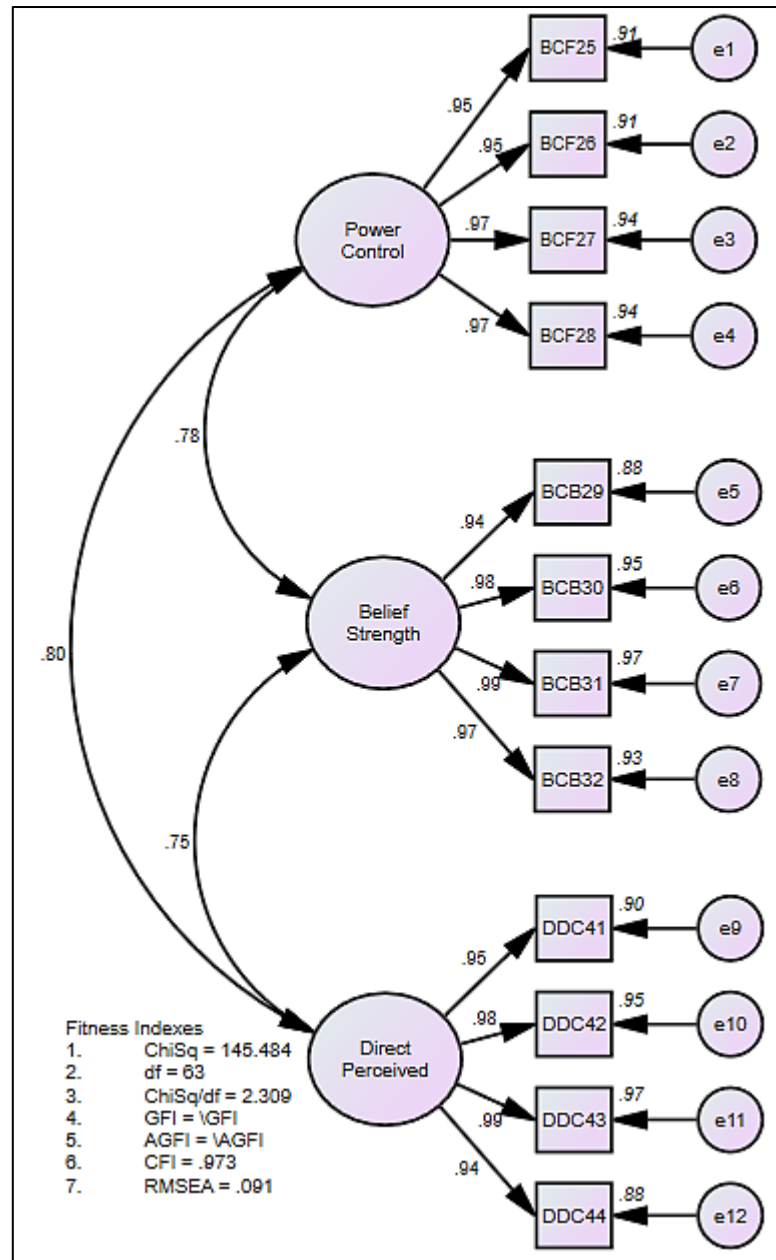 BCF25
.91
e1
.95
BCF26
.91
e2
.95
Power
Control
.97
BCF27
.94
e3
.97
BCF28
.94
e4
.78
BCB29
.88
e5
.94
Belief
Strength
.98
BCB30
.95
e6
.99
BCB31
.97
e7
.97
BCB32
.93
e8
.80
.75
DDC41
.90
e9
.95
Direct
Perceived
.98
DDC42
.95
e10
.99
DDC43
.97
e11
.94
DDC44
.88
e12
Fitness Indexes
1. ChiSq = 145.484
2. df = 63
3. ChiSq/df = 2.309
4. GFI = \GFI
5. AGFI = \AGFI
6. CFI = .973
7. RMSEA = .091